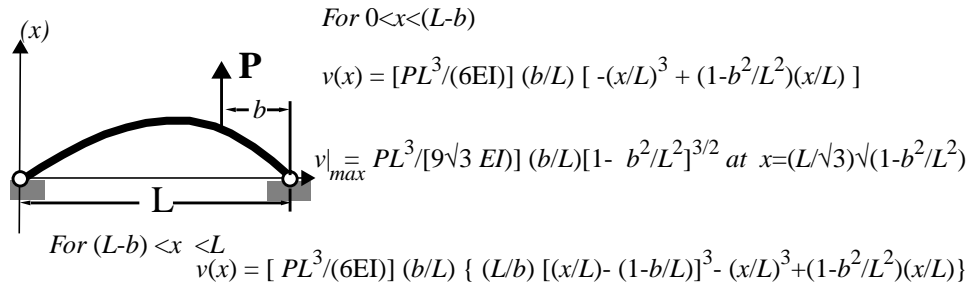 For 0<x<(L-b)
(x)
P
v(x) = [PL³/(6EI)] (b/L) [ -(x/L)³ + (1-b²/L²)(x/L) ]
b
v|max = PL³/[9√3 EI)] (b/L)[1- b²/L²]³/² at x=(L/√3)√(1-b²/L²)
L
For (L-b) <x <L
v(x) = [ PL³/(6EI)] (b/L) { (L/b) [(x/L)- (1-b/L)]³- (x/L)³+(1-b²/L²)(x/L)}